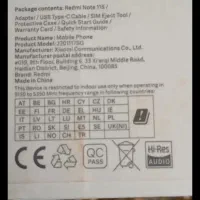 Package contents: Redmi Note 11S /
Adapter / USB Type-C Cable / SIM Eject Tool /
Protective Case / Quick Start Guide /
Warranty Card / Safety Information
Product Name: Mobile Phone
Accessory Model: 2201117SG
Manufacturer: Xiaomi Communications Co., Ltd.
Manufacturer postal address:
#019, 9th Floor, Building 6, 33 Xi'erqi Middle Road,
Haidian District, Beijing, China, 100085
Brand: Redmi
Made in China
This device is restricted to indoor use only when operating in
5150 to 5350 MHz frequency range in following countries:
AT BE BG HR CY CZ DK
EE FI FR DE EL HU IE
IT LV LT LU MT NL
PL PT RO SK SI ES SE UK(NI)
IS LI NO CH TR
CE
QC
PASS
Hi-Res
AUDIO